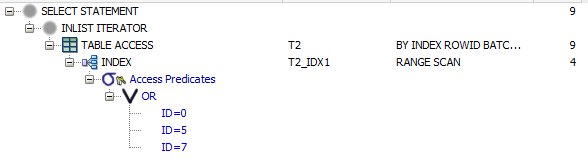 SELECT STATEMENT 9
INLIST ITERATOR
TABLE ACCESS T2 BY INDEX ROWID BATC... 9
INDEX T2_IDX1 RANGE SCAN 4
Access Predicates
OR
ID=0
ID=5
ID=7